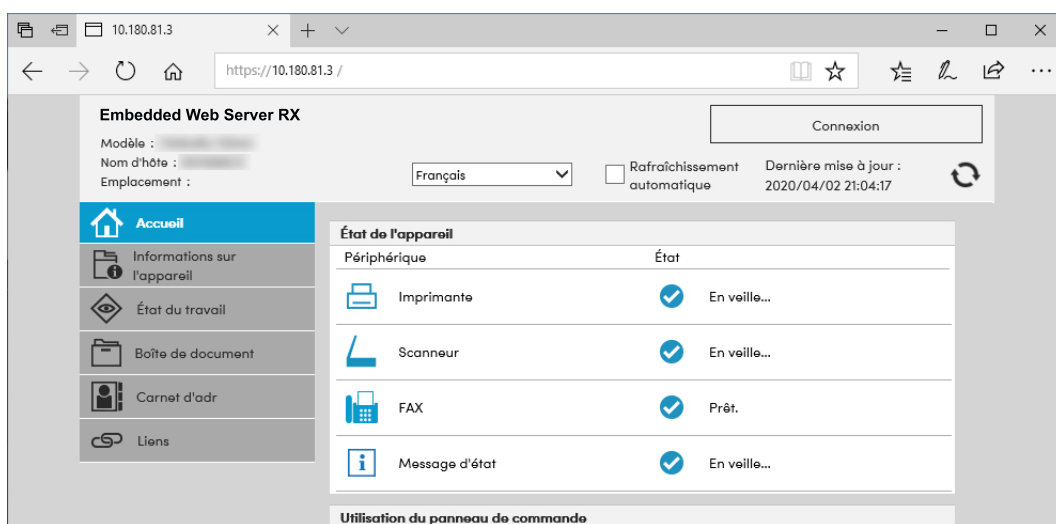 10.180.81.3
https://10.180.81.3 /
Embedded Web Server RX
Modèle :
Nom d'hôte :
Emplacement :
Français
Rafraîchissement
automatique
Connexion
Dernière mise à jour :
2020/04/02 21:04:17
Accueil
Informations sur
l'appareil
État du travail
Boîte de document
Carnet d'adr
Liens
État de l'appareil
Périphérique État
Imprimante En veille...
Scanneur En veille...
FAX Prêt.
Message d'état En veille...
Utilisation du panneau de commande